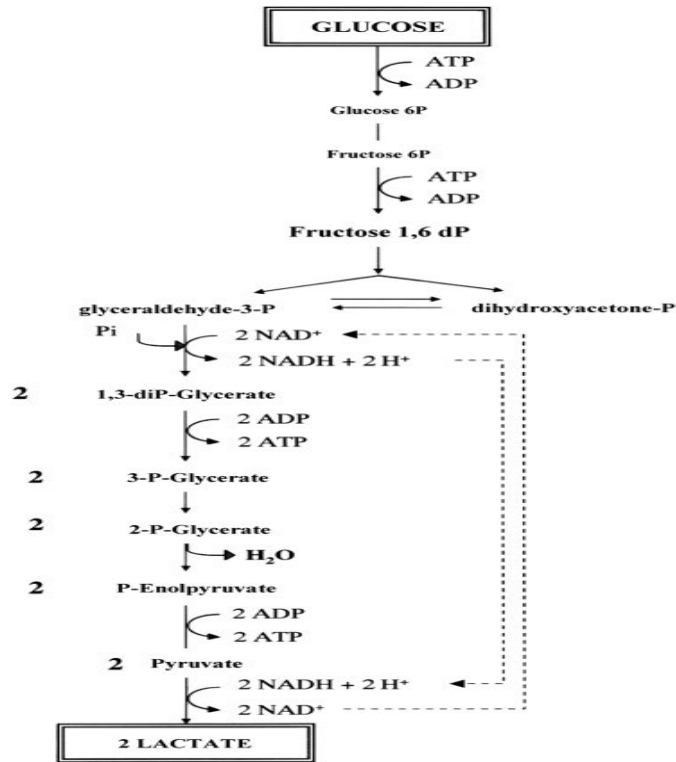 GLUCOSE
ATP
ADP
Glucose 6P
Fructose 6P
ATP
ADP
Fructose 1,6 dP
glyceraldehyde-3-P
dihydroxyacetone-P
Pi
2 NAD⁺
2 NADH + 2 H⁺
2 1,3-diP-Glycerate
2 ADP
2 ATP
2 3-P-Glycerate
2 2-P-Glycerate
H₂O
2 P-Enolpyruvate
2 ADP
2 ATP
2 Pyruvate
2 NADH + 2 H⁺
2 NAD⁺
2 LACTATE